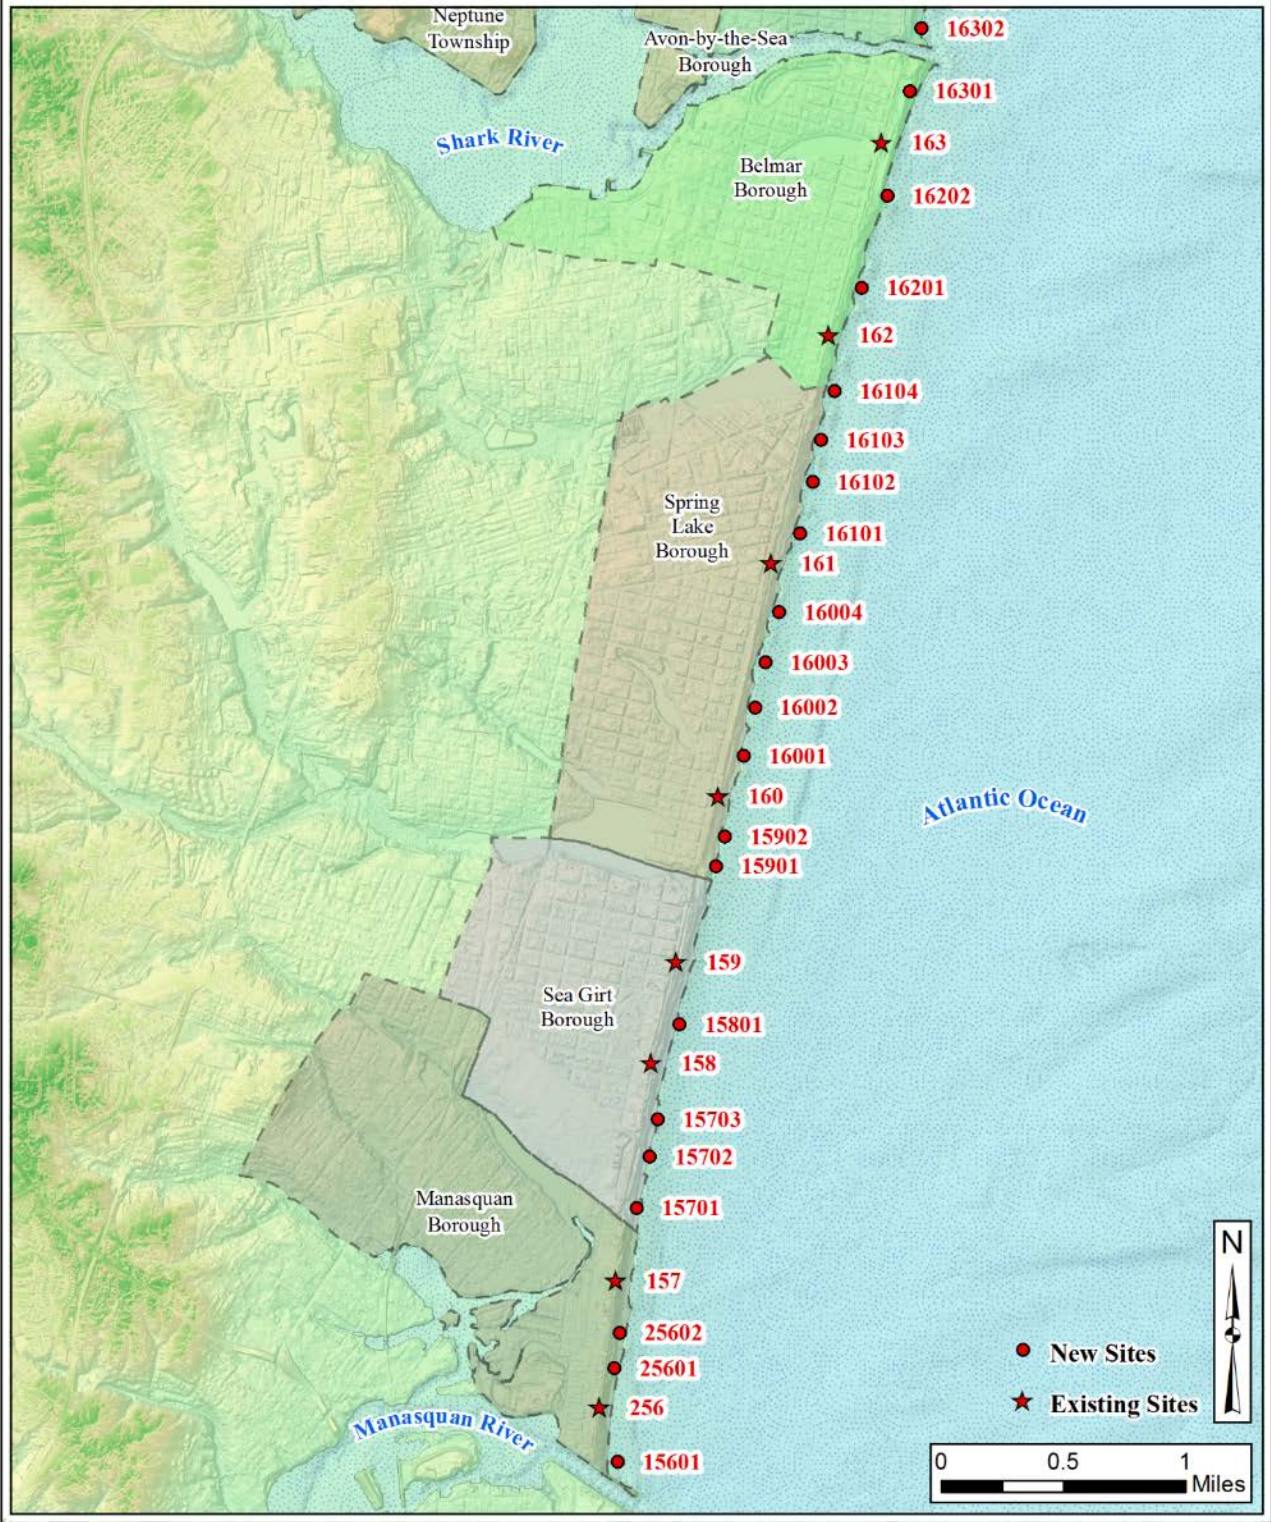 Neptune
Township
Avon-by-the-Sea
Borough
16302
16301
Shark River
163
Belmar
Borough
16202
16201
162
16104
16103
16102
Spring
Lake
Borough
16101
161
16004
16003
16002
16001
160
Atlantic Ocean
15902
15901
159
Sea Girt
Borough
15801
158
15703
15702
Manasquan
Borough
15701
N
157
25602
New Sites
25601
Existing Sites
256
Manasquan River
15601
0 0.5 1
Miles